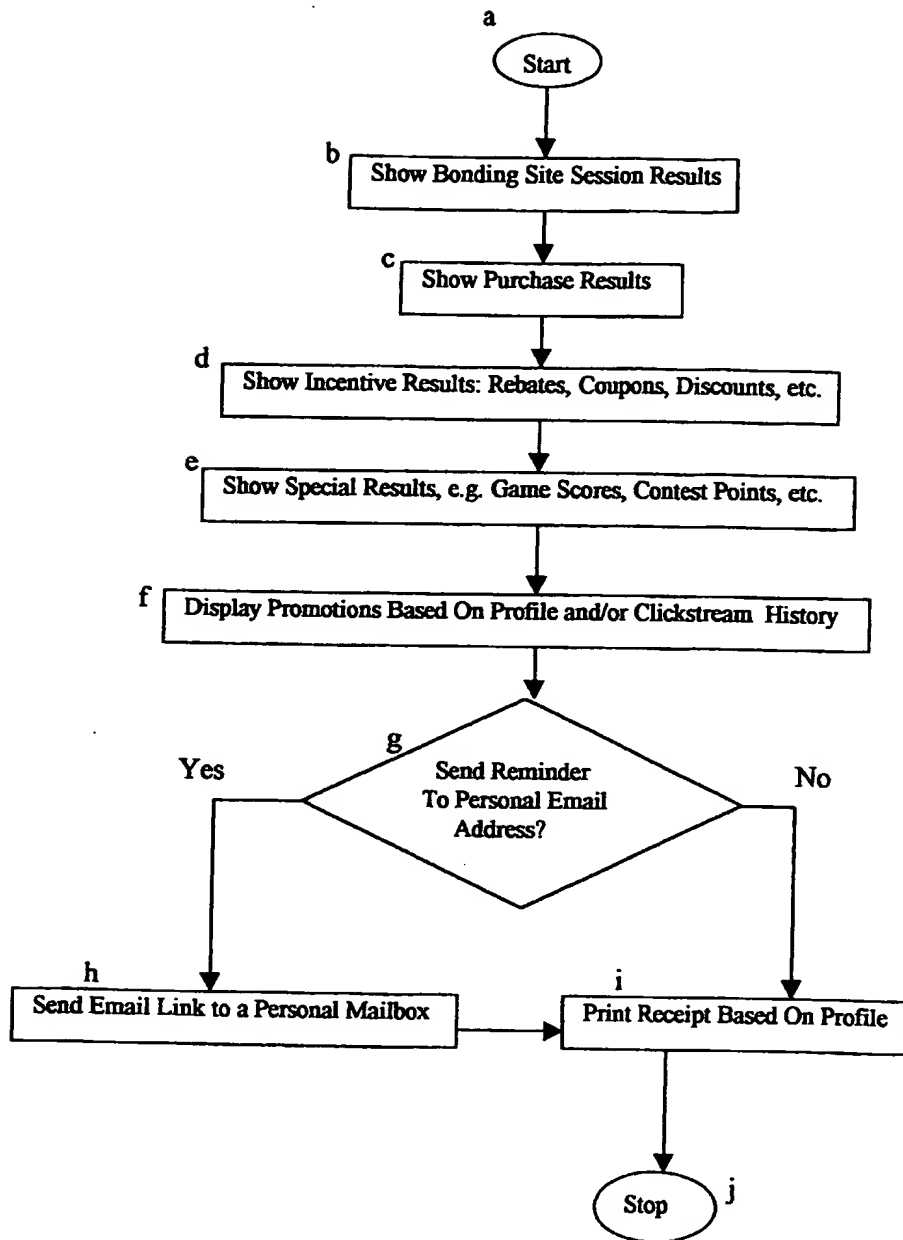 a
Start
b
Show Bonding Site Session Results
c
Show Purchase Results
d
Show Incentive Results: Rebates, Coupons, Discounts, etc.
e
Show Special Results, e.g. Game Scores, Contest Points, etc.
f
Display Promotions Based On Profile and/or Clickstream History
g
Yes
Send Reminder
To Personal Email
Address?
No
h
Send Email Link to a Personal Mailbox
i
Print Receipt Based On Profile
Stop
j